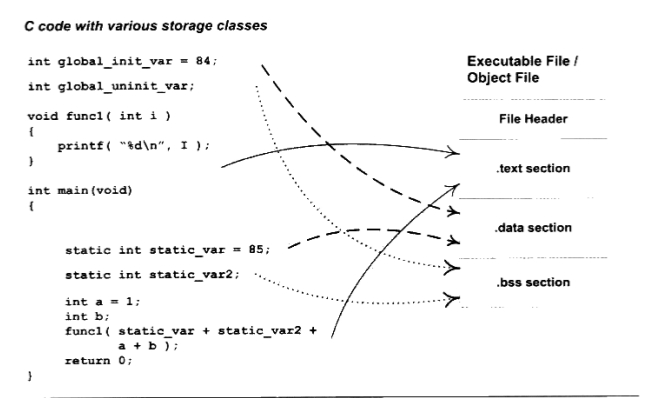 C code with various storage classes
int global_init_var = 84;
int global_uninit_var;
void func1( int i )
{
printf( "%d\n", I );
}
int main(void)
{
static int static_var = 85;
static int static_var2;
int a = 1;
int b;
func1( static_var + static_var2 +
a + b );
return 0;
}
Executable File /
Object File
File Header
.text section
.data section
.bss section